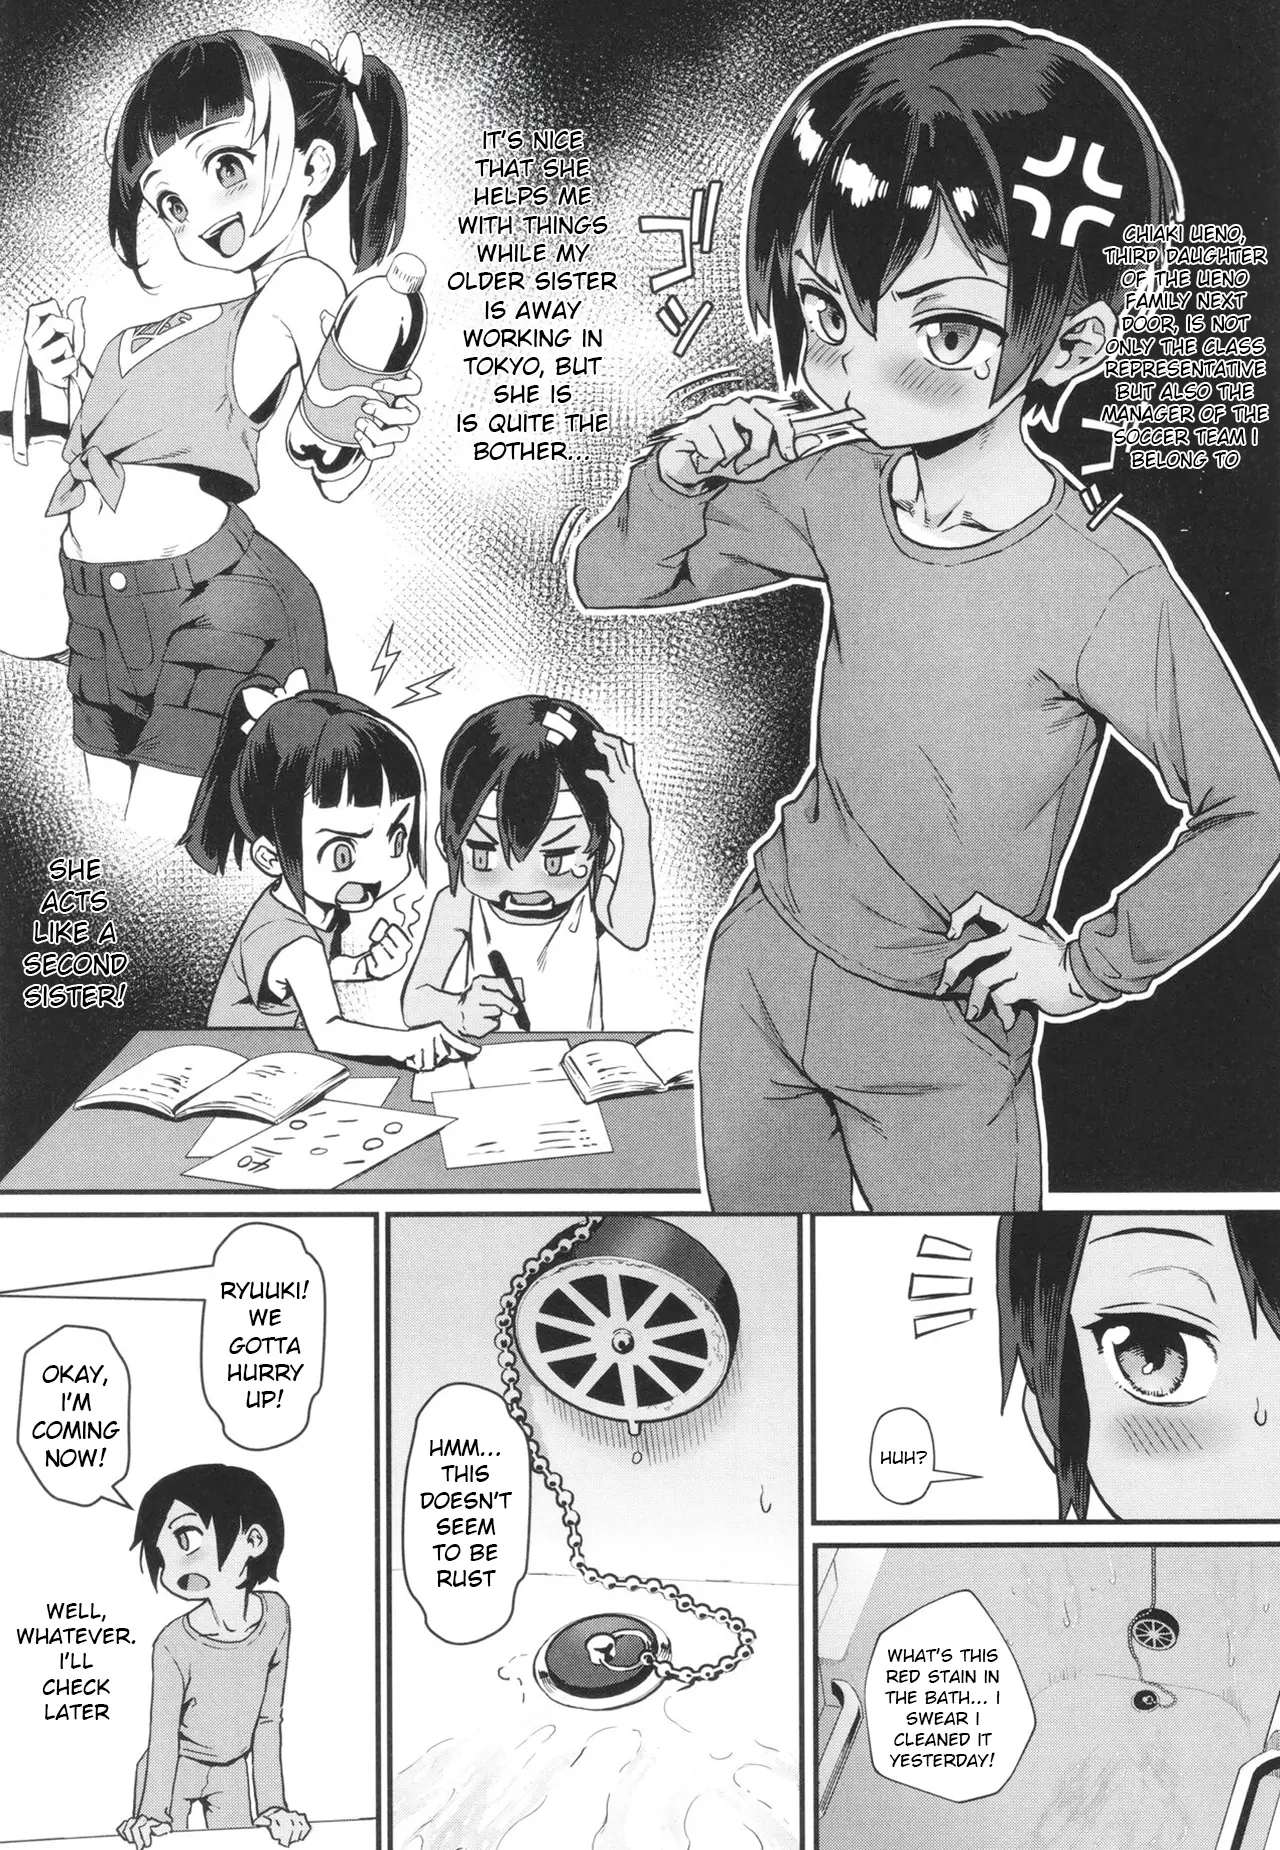 CHIAKI UENO,
THIRD DAUGHTER
OF THE UENO
FAMILY NEXT
DOOR, IS NOT
ONLY THE CLASS
REPRESENTATIVE
BUT ALSO THE
MANAGER OF THE
SOCCER TEAM I
BELONG TO
IT'S NICE
THAT SHE
HELPS ME
WITH THINGS
WHILE MY
OLDER SISTER
IS AWAY
WORKING IN
TOKYO, BUT
SHE IS
IS QUITE THE
BOTHER...
SHE
ACTS
LIKE A
SECOND
SISTER!
40
HUH?
WHAT'S THIS
RED STAIN IN
THE BATH... I
SWEAR I
CLEANED IT
YESTERDAY!
HMM...
THIS
DOESN'T
SEEM
TO BE
RUST
RYUUKI!
WE
GOTTA
HURRY
UP!
OKAY,
I'M
COMING
NOW!
WELL,
WHATEVER.
I'LL
CHECK
LATER